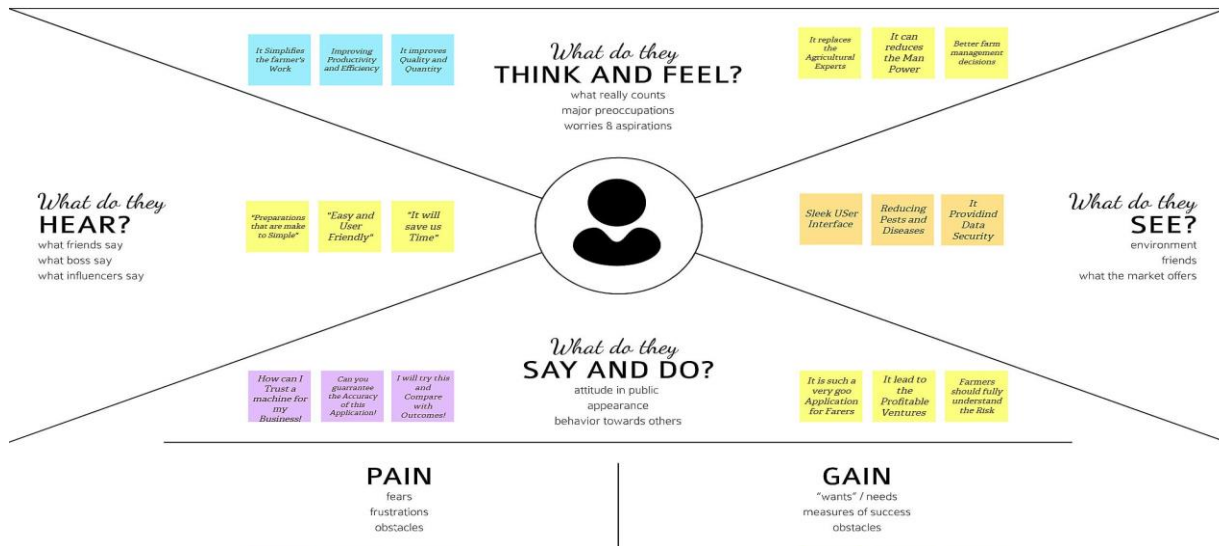 It Simplifies
the farmer's
Work
Improving
Productivity
and Efficiency
It improves
Quality and
Quantity
What do they
THINK AND FEEL?
what really counts
major preoccupations
worries & aspirations
It replaces
the
Agricultural
Experts
It can
reduces
the Man
Power
Better farm
management
decisions
What do they
HEAR?
what friends say
what boss say
what influencers say
"Preparations
that are make
to Simple"
"Easy and
User
Friendly"
"It will
save us
Time"
Sleek USer
Interface
Reducing
Pests and
Diseases
It
Providind
Data
Security
What do they
SEE?
environment
friends
what the market offers
What do they
SAY AND DO?
attitude in public
appearance
behavior towards others
How can I
Trust a
machine for
my
Business!
Can you
guarrantee
the Accuracy
of this
Application!
I will try this
and
Compare
with
Outcomes!
It is such a
very goo
Application
for Farers
It lead to
the
Profitable
Ventures
Farmers
should fully
understand
the Risk
PAIN
fears
frustrations
obstacles
GAIN
"wants" / needs
measures of success
obstacles